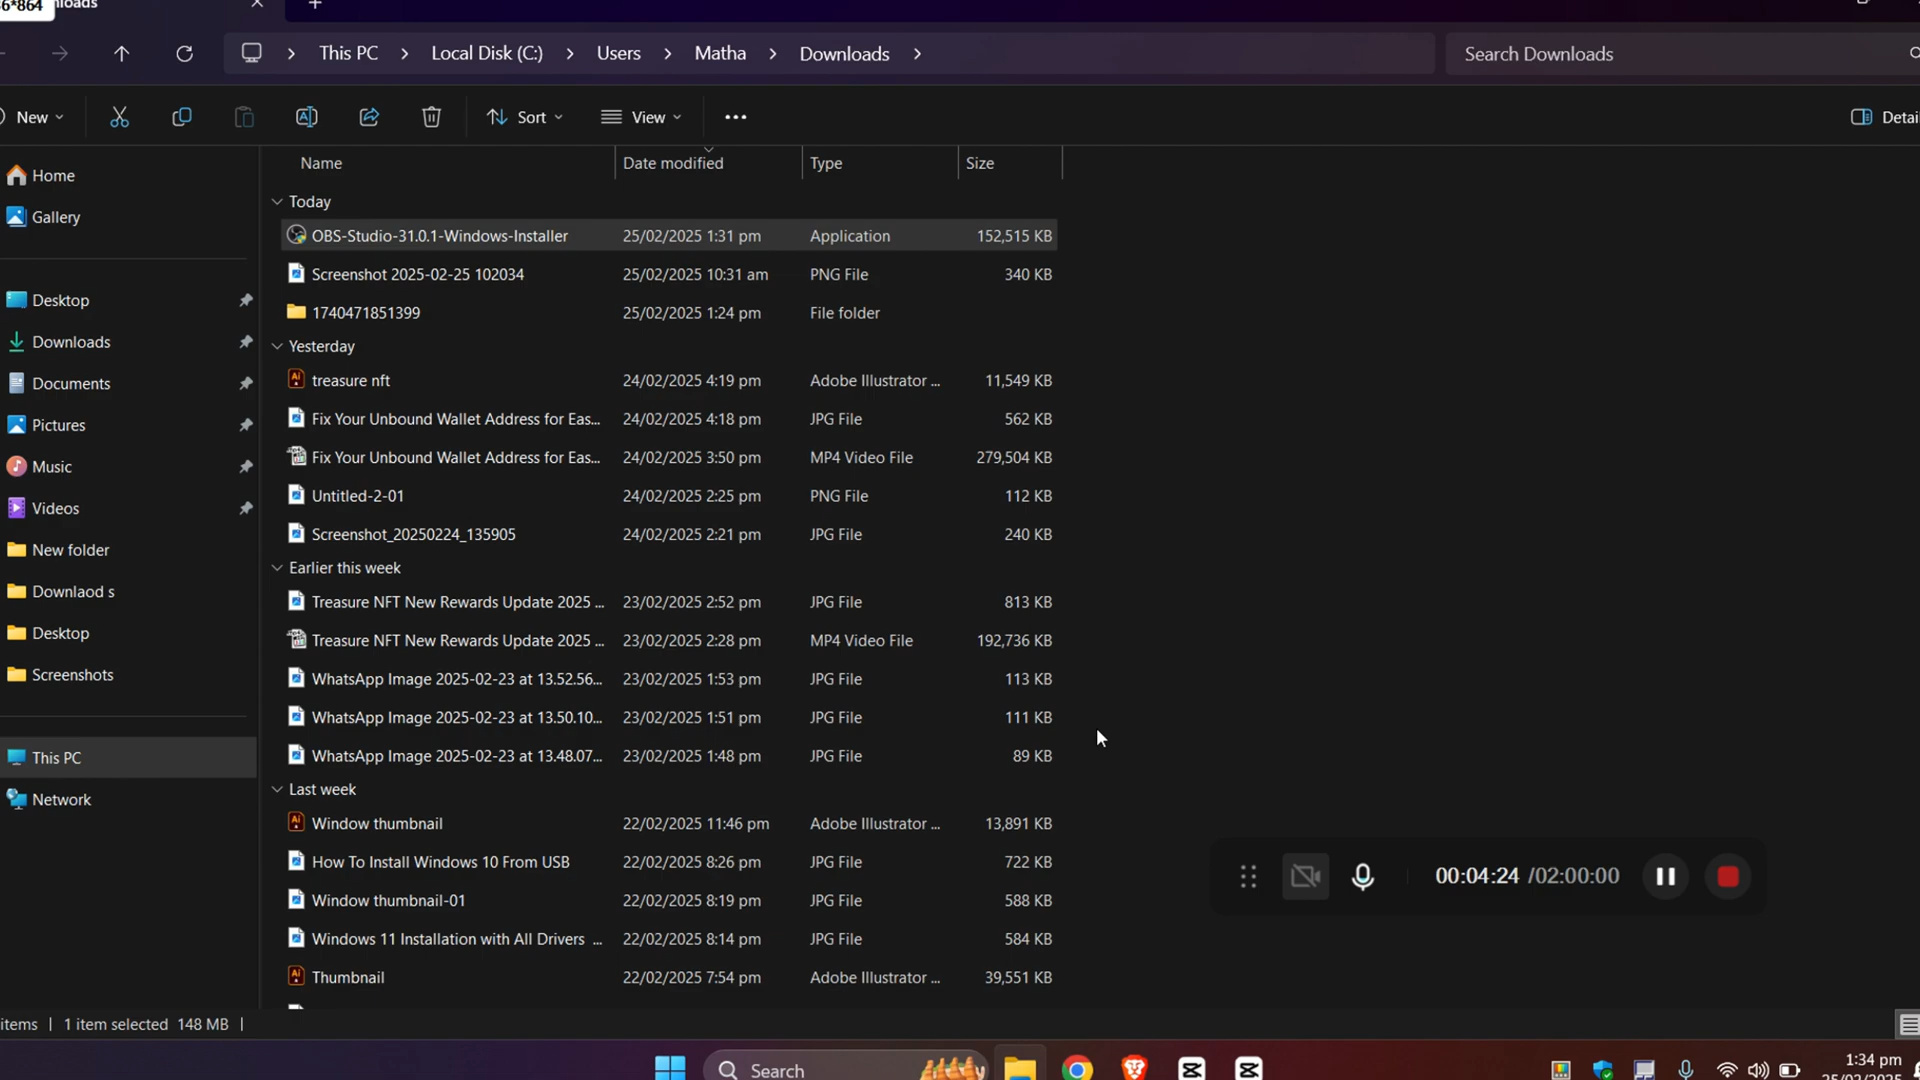 6*864
nloads
This PC > Local Disk (C:) > Users > Matha > Downloads >
Search Downloads
New
Sort
View
Detai
Name Date modified Type Size
Home
Gallery
Desktop
Downloads
Documents
Pictures
Music
Videos
New folder
Downlaod s
Desktop
Screenshots
This PC
Network
Today
OBS-Studio-31.0.1-Windows-Installer 25/02/2025 1:31 pm Application 152,515 KB
Screenshot 2025-02-25 102034 25/02/2025 10:31 am PNG File 340 KB
1740471851399 25/02/2025 1:24 pm File folder
Yesterday
treasure nft 24/02/2025 4:19 pm Adobe Illustrator ... 11,549 KB
Fix Your Unbound Wallet Address for Eas... 24/02/2025 4:18 pm JPG File 562 KB
Fix Your Unbound Wallet Address for Eas... 24/02/2025 3:50 pm MP4 Video File 279,504 KB
Untitled-2-01 24/02/2025 2:25 pm PNG File 112 KB
Screenshot_20250224_135905 24/02/2025 2:21 pm JPG File 240 KB
Earlier this week
Treasure NFT New Rewards Update 2025 ... 23/02/2025 2:52 pm JPG File 813 KB
Treasure NFT New Rewards Update 2025 ... 23/02/2025 2:28 pm MP4 Video File 192,736 KB
WhatsApp Image 2025-02-23 at 13.52.56... 23/02/2025 1:53 pm JPG File 113 KB
WhatsApp Image 2025-02-23 at 13.50.10... 23/02/2025 1:51 pm JPG File 111 KB
WhatsApp Image 2025-02-23 at 13.48.07... 23/02/2025 1:48 pm JPG File 89 KB
Last week
Window thumbnail 22/02/2025 11:46 pm Adobe Illustrator ... 13,891 KB
How To Install Windows 10 From USB 22/02/2025 8:26 pm JPG File 722 KB
Window thumbnail-01 22/02/2025 8:19 pm JPG File 588 KB
Windows 11 Installation with All Drivers ... 22/02/2025 8:14 pm JPG File 584 KB
Thumbnail 22/02/2025 7:54 pm Adobe Illustrator ... 39,551 KB
00:04:24 /02:00:00
items | 1 item selected 148 MB |
Search
1:34 pm
25/02/2025